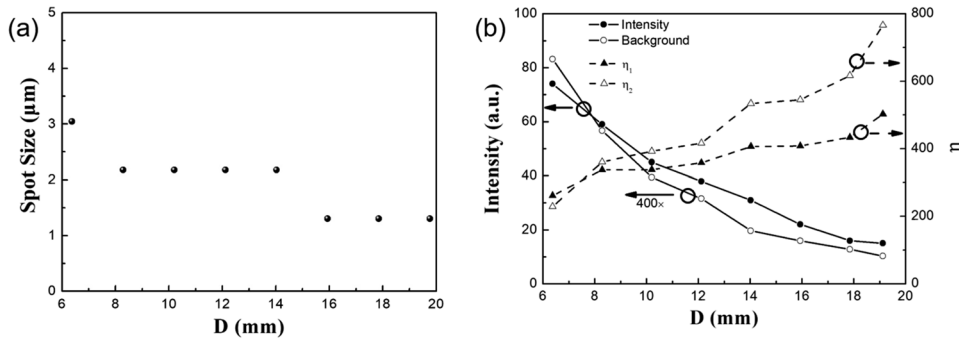 (a)
5
4
3
2
1
0
Spot Size (μm)
6 8 10 12 14 16 18 20
D (mm)
(b)
100
80
60
40
20
0
Intensity (a.u.)
Intensity
Background
η1
η2
400×
800
600
400
200
0
η
6 8 10 12 14 16 18 20
D (mm)